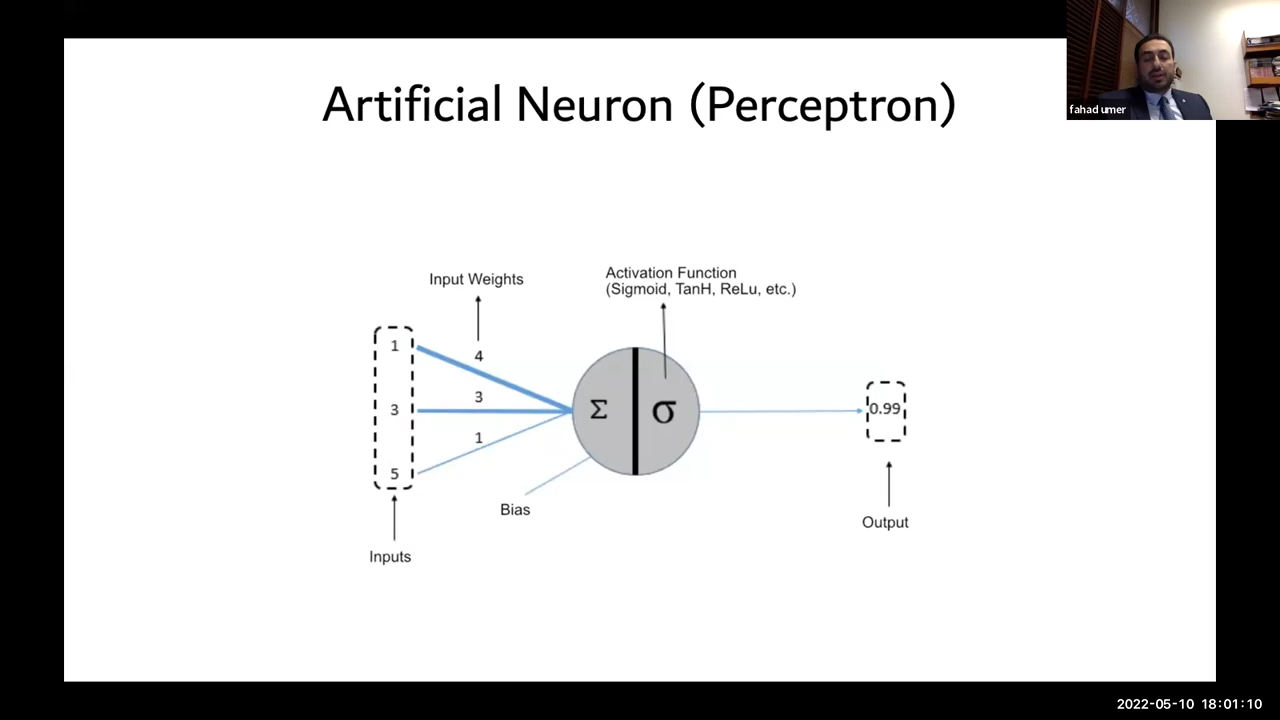 Artificial Neuron (Perceptron)
fahad umer
Input Weights
Activation Function
(Sigmoid, TanH, ReLu, etc.)
1
4
3
3
1
5
Σ
σ
0.99
Bias
Output
Inputs
2022-05-10 18:01:10